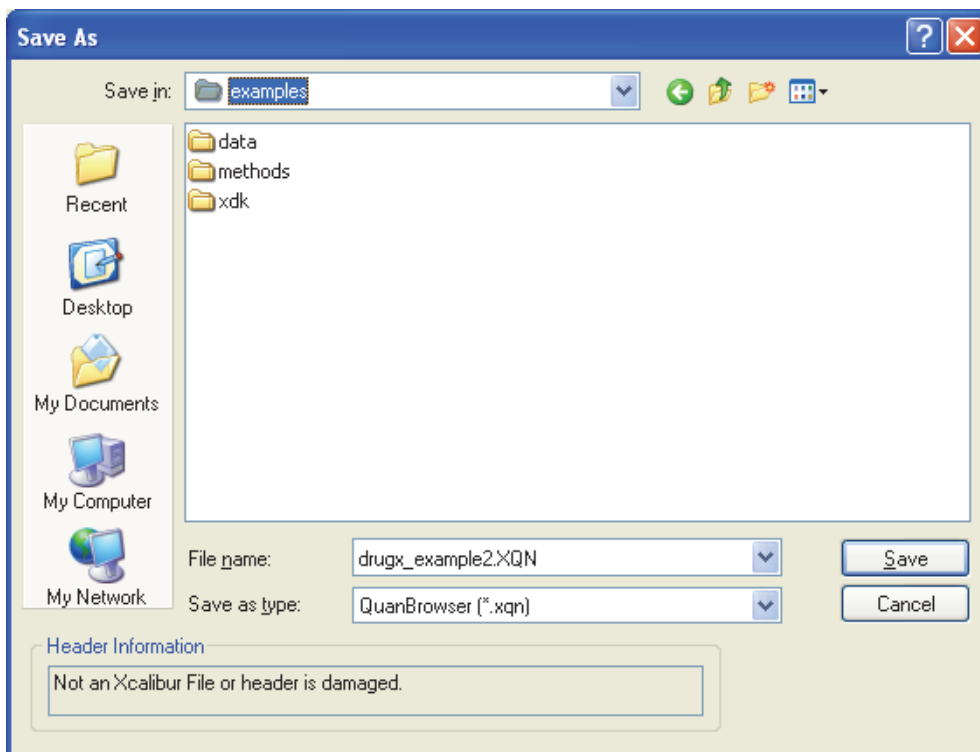 Save As
Save in:
examples
data
methods
xdk
Recent
Desktop
My Documents
My Computer
My Network
File name:
drugx_example2.XQN
Save
Save as type:
QuanBrowser (*.xqn)
Cancel
Header Information
Not an Xcalibur File or header is damaged.